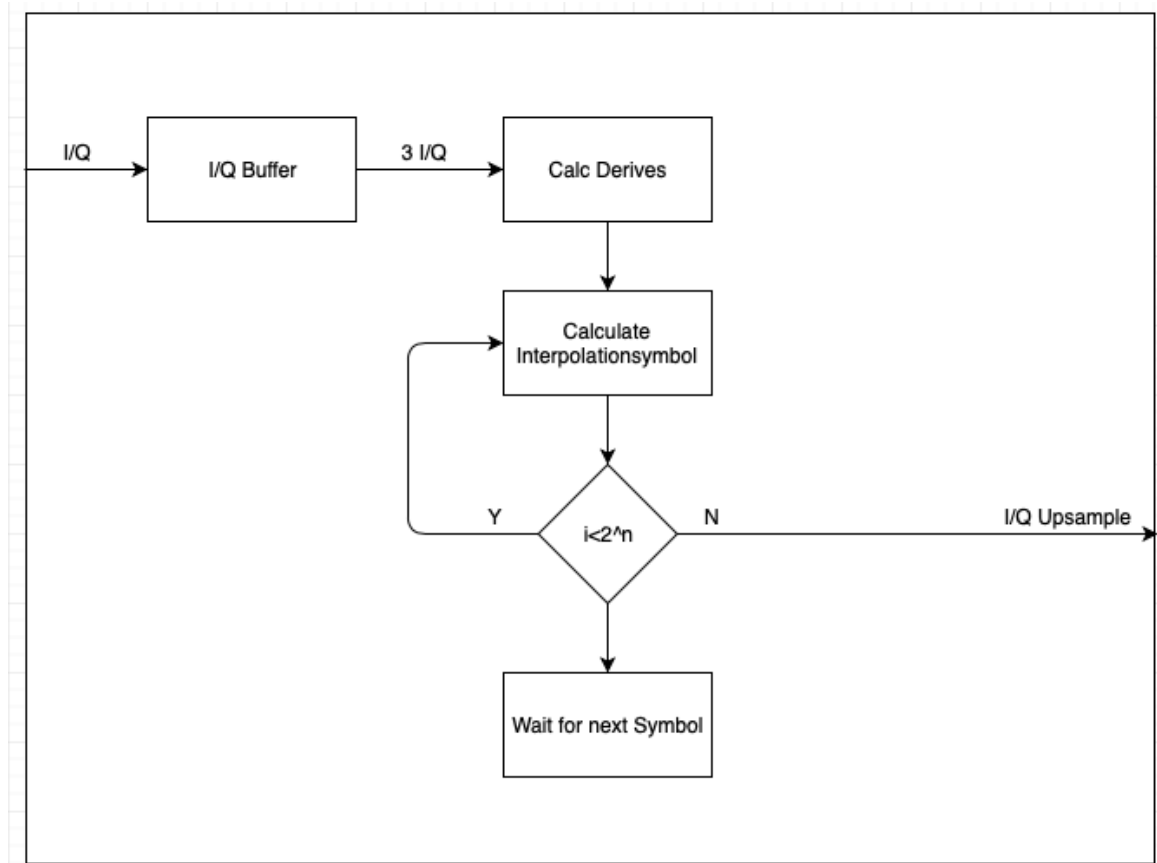 I/Q
I/Q Buffer
3 I/Q
Calc Derives
Calculate
Interpolationsymbol
Y
i<2^n
N
I/Q Upsample
Wait for next Symbol